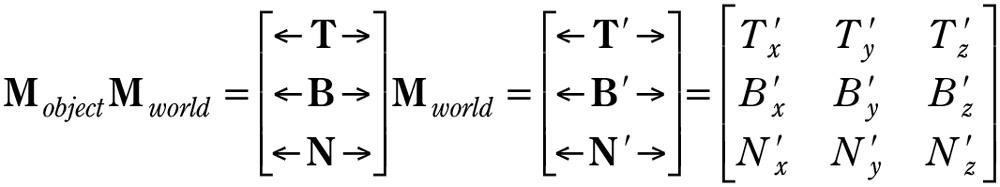 M_object M_world = [←T→ ←B→ ←N→] M_world = [←T′→ ←B′→ ←N′→] = [T′_x T′_y T′_z B′_x B′_y B′_z N′_x N′_y N′_z]